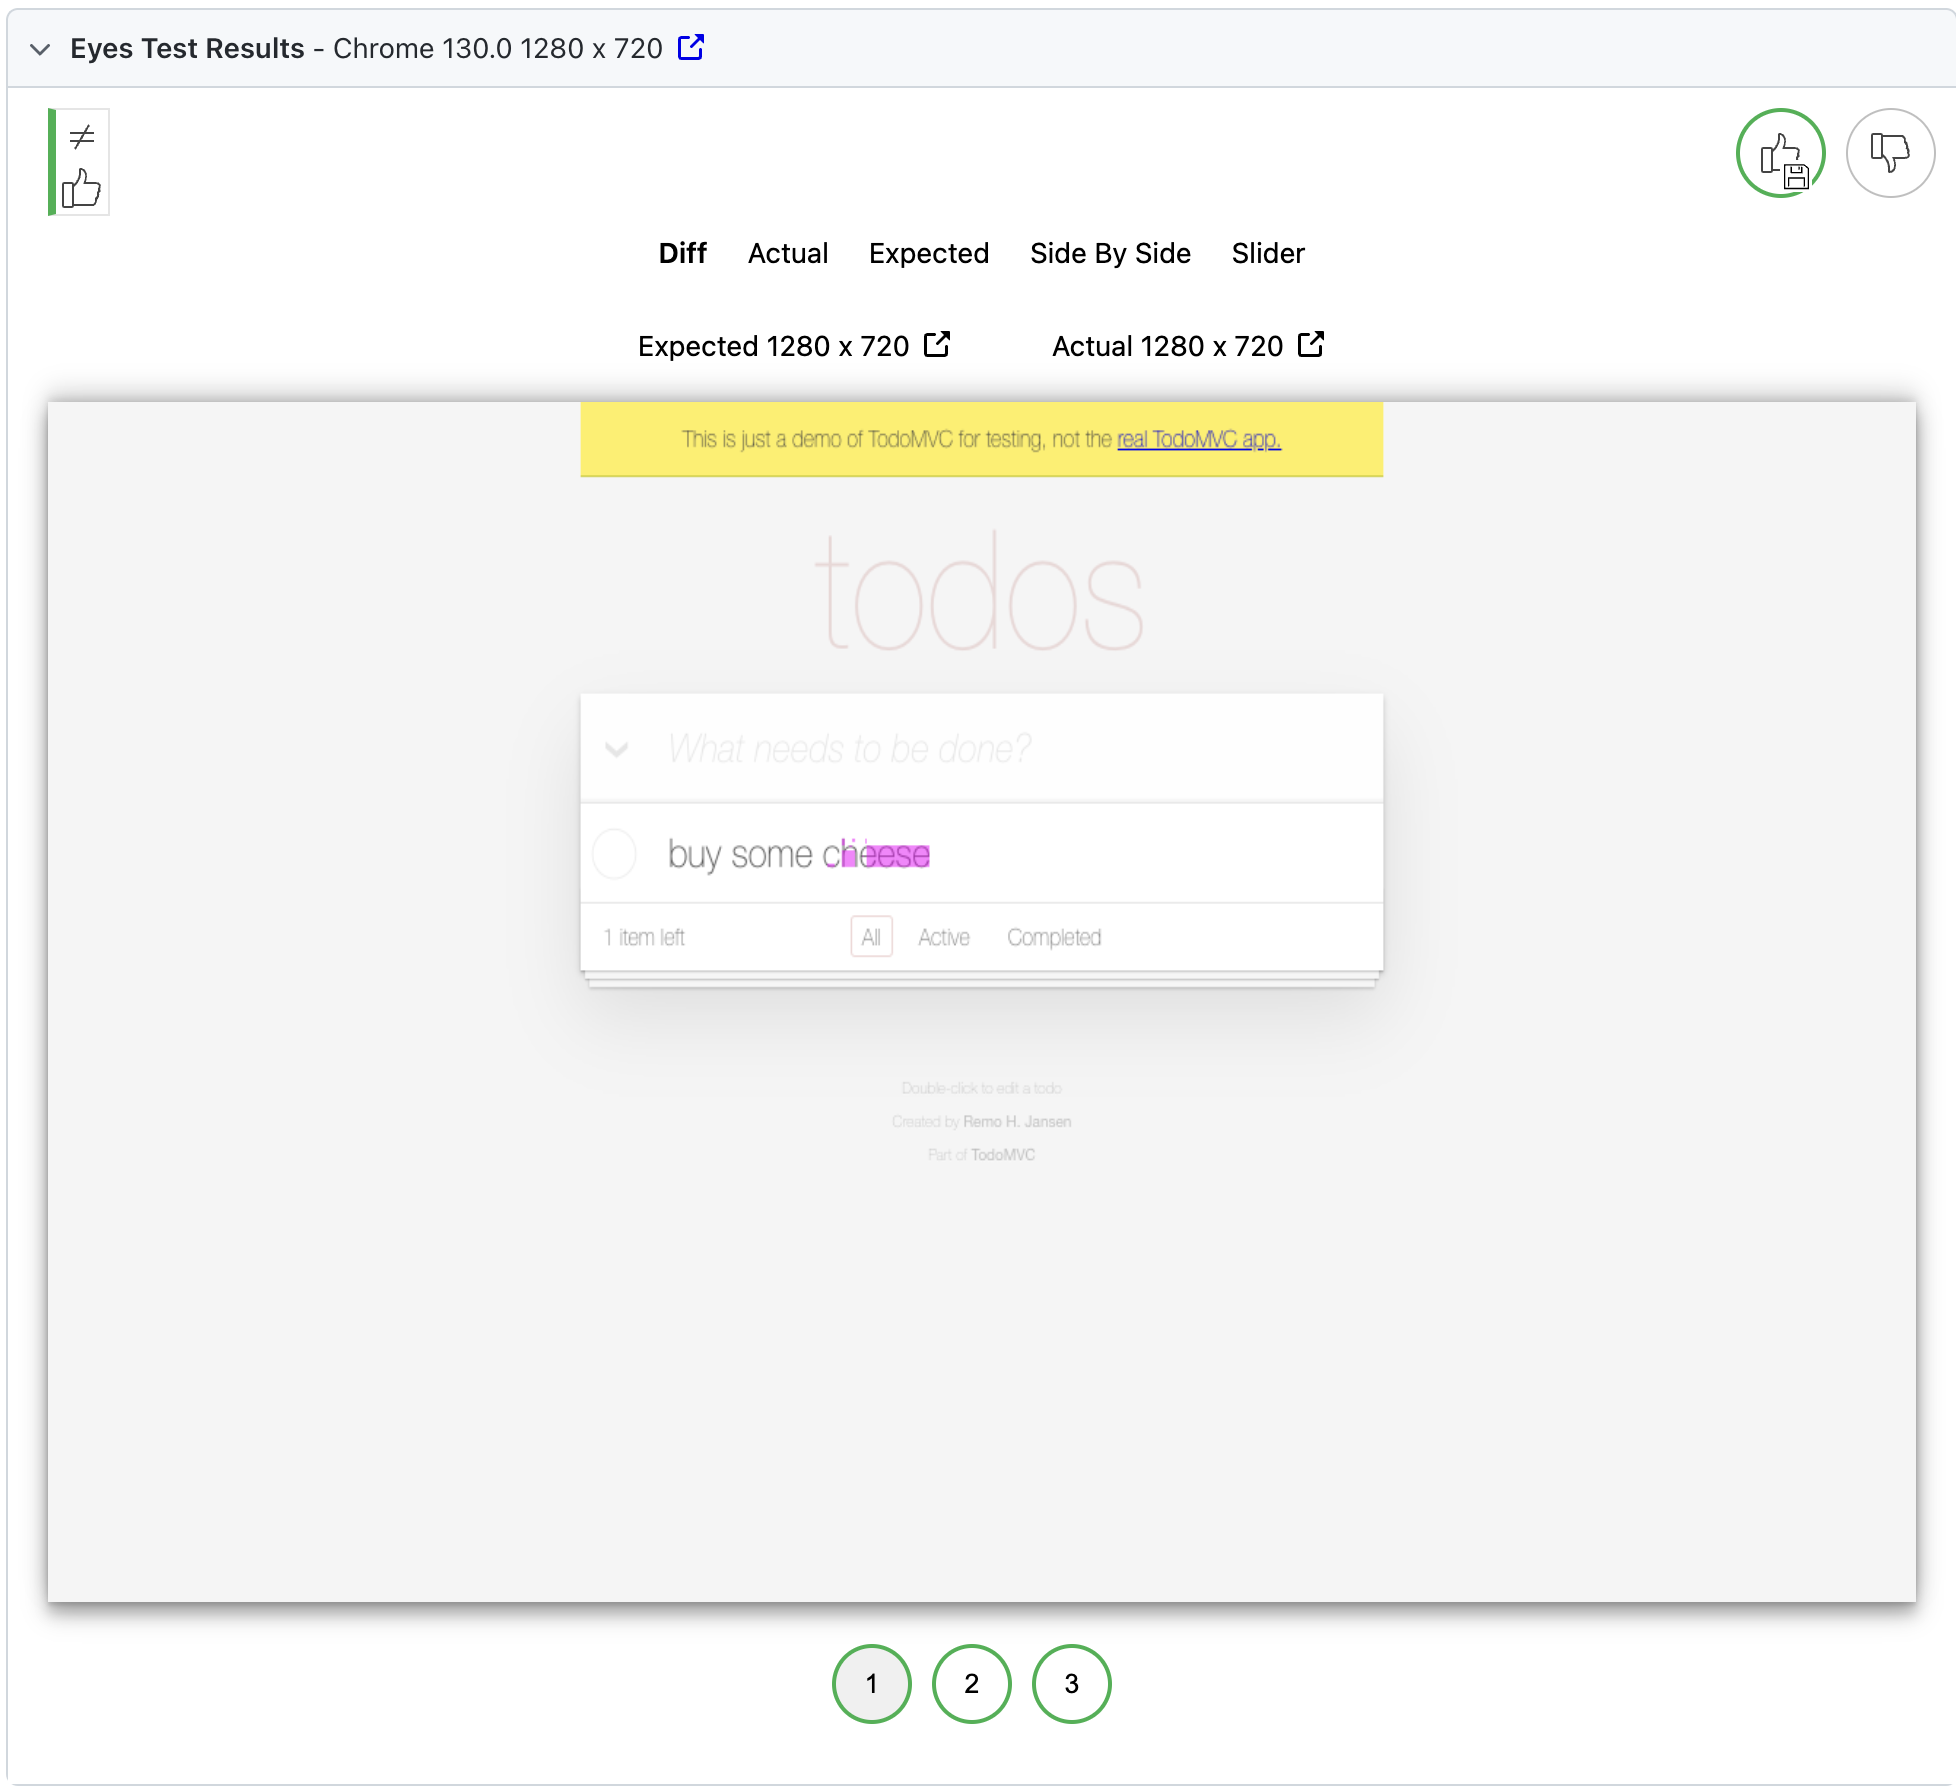 Eyes Test Results - Chrome 130.0 1280 x 720
Diff Actual Expected Side By Side Slider
Expected 1280 x 720 Actual 1280 x 720
This is just a demo of TodoMVC for testing, not the real TodoMVC app.
todos
What needs to be done?
buy some cheese
1 item left All Active Completed
Double-click to edit a todo
Created by Remo H. Jansen
Part of TodoMVC
1 2 3